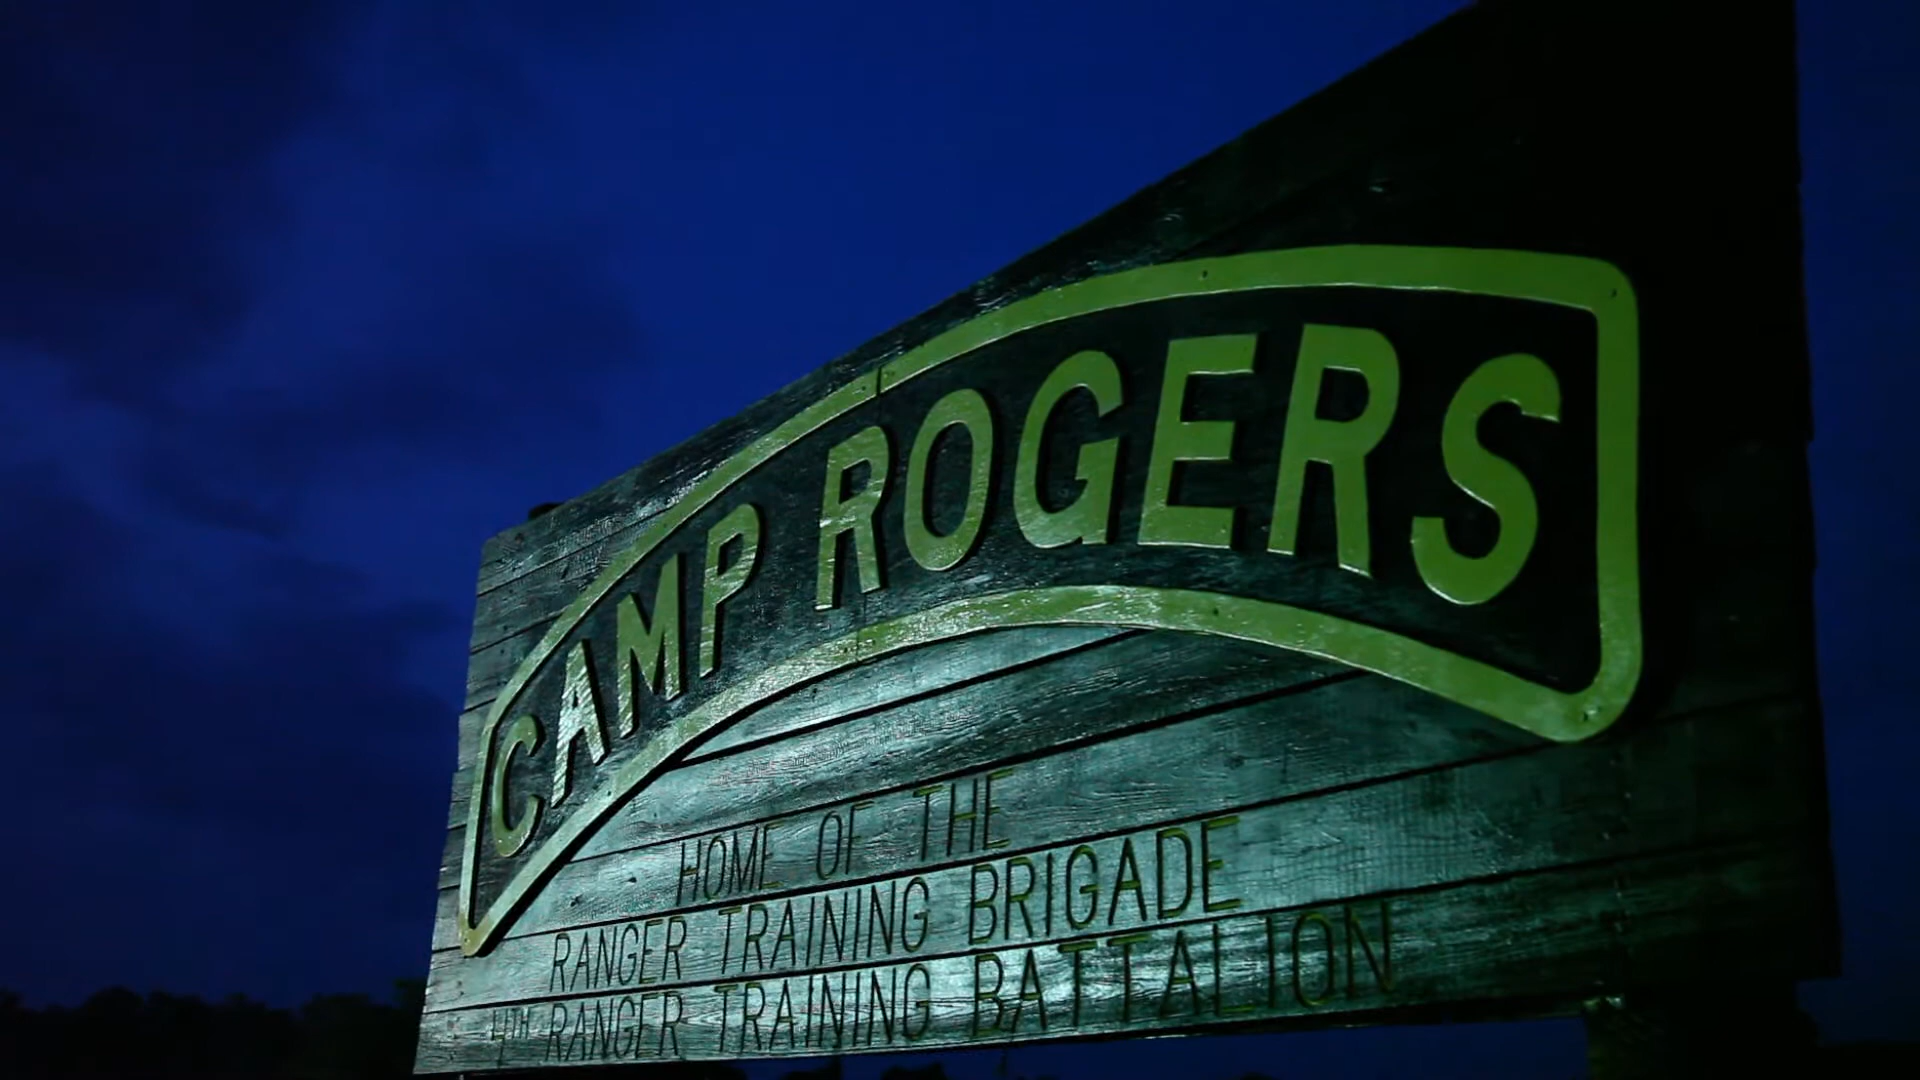 CAMP ROGERS
HOME OF THE
RANGER TRAINING BRIGADE
4TH RANGER TRAINING BATTALION